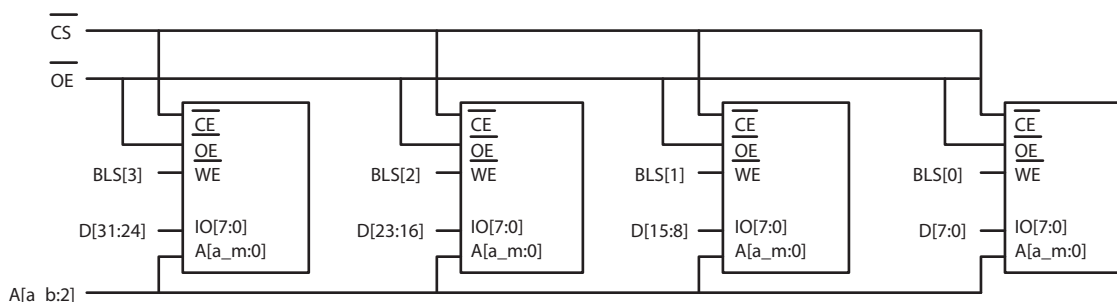 CS
OE
CE
OE
WE
BLS[3]
D[31:24]
IO[7:0]
A[a_m:0]
CE
OE
WE
BLS[2]
D[23:16]
IO[7:0]
A[a_m:0]
CE
OE
WE
BLS[1]
D[15:8]
IO[7:0]
A[a_m:0]
CE
OE
WE
BLS[0]
D[7:0]
IO[7:0]
A[a_m:0]
A[a_b:2]